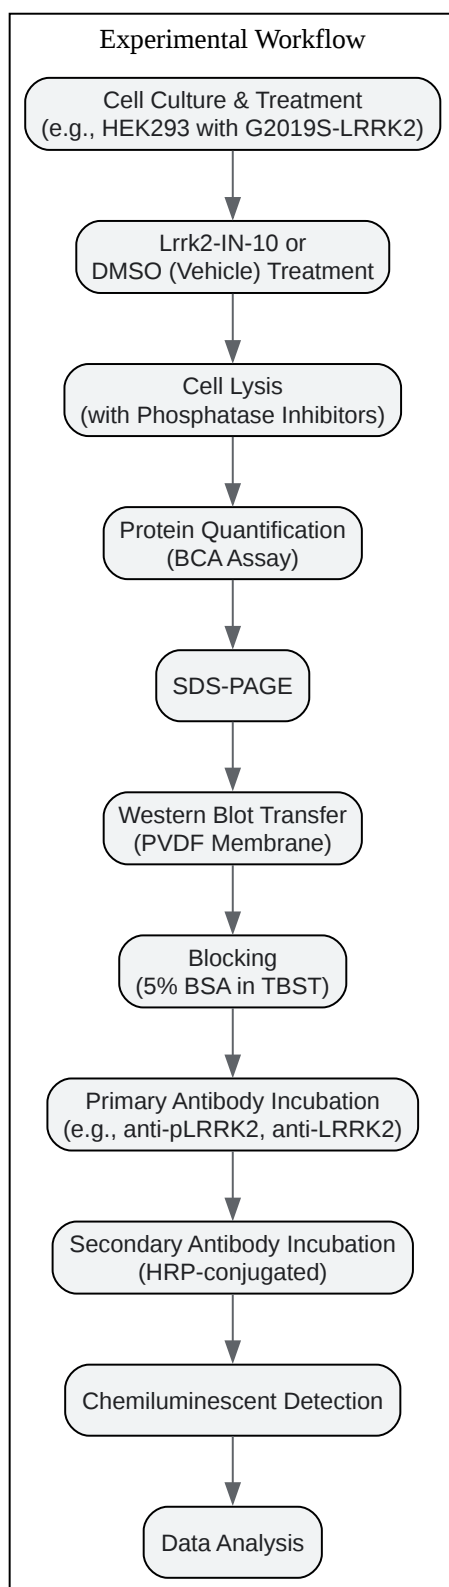 Experimental Workflow
Cell Culture & Treatment
(e.g., HEK293 with G2019S-LRRK2)
Lrrk2-IN-10 or
DMSO (Vehicle) Treatment
Cell Lysis
(with Phosphatase Inhibitors)
Protein Quantification
(BCA Assay)
SDS-PAGE
Western Blot Transfer
(PVDF Membrane)
Blocking
(5% BSA in TBST)
Primary Antibody Incubation
(e.g., anti-pLRRK2, anti-LRRK2)
Secondary Antibody Incubation
(HRP-conjugated)
Chemiluminescent Detection
Data Analysis